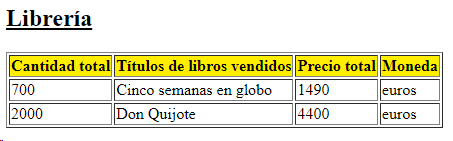 Librería
Cantidad total Títulos de libros vendidos Precio total Moneda
700 Cinco semanas en globo 1490 euros
2000 Don Quijote 4400 euros